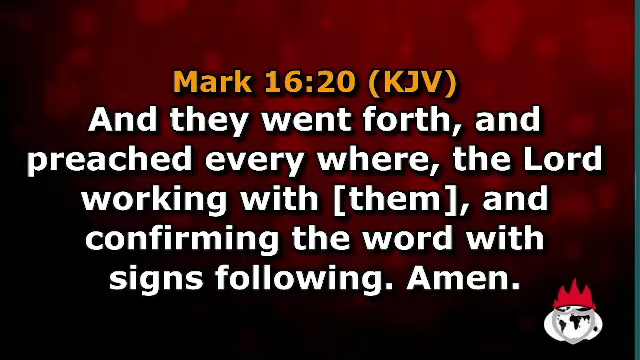 Mark 16:20 (KJV)
And they went forth, and
preached every where, the Lord
working with [them], and
confirming the word with
signs following. Amen.